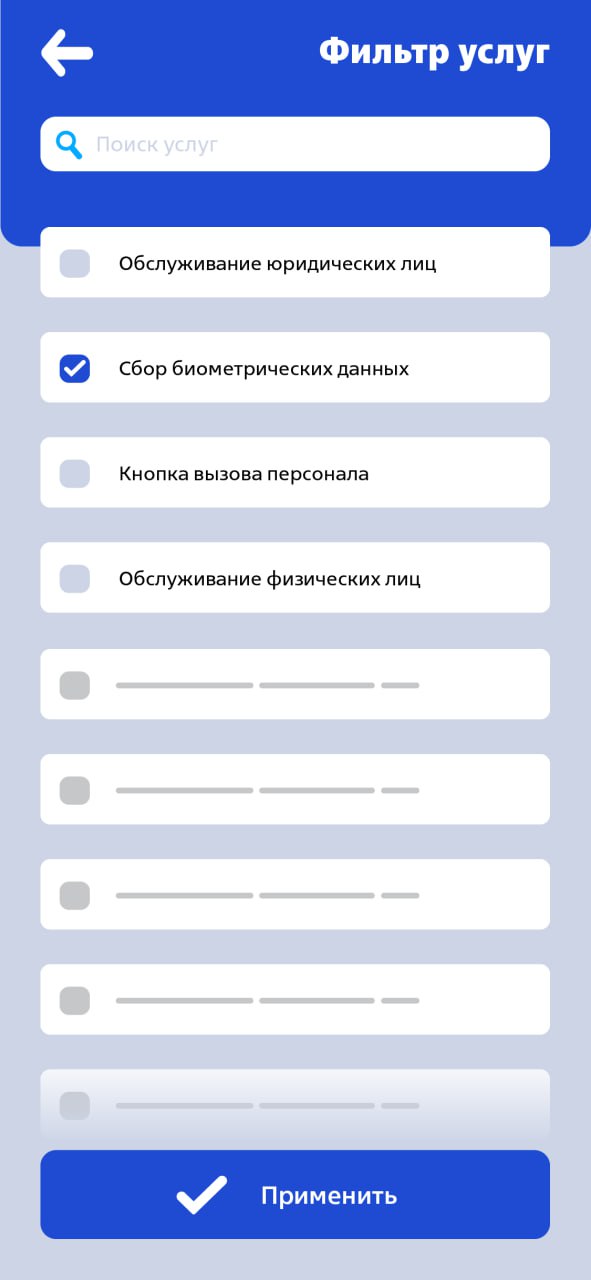 Фильтр услуг
Поиск услуг
Обслуживание юридических лиц
Сбор биометрических данных
Кнопка вызова персонала
Обслуживание физических лиц
Применить